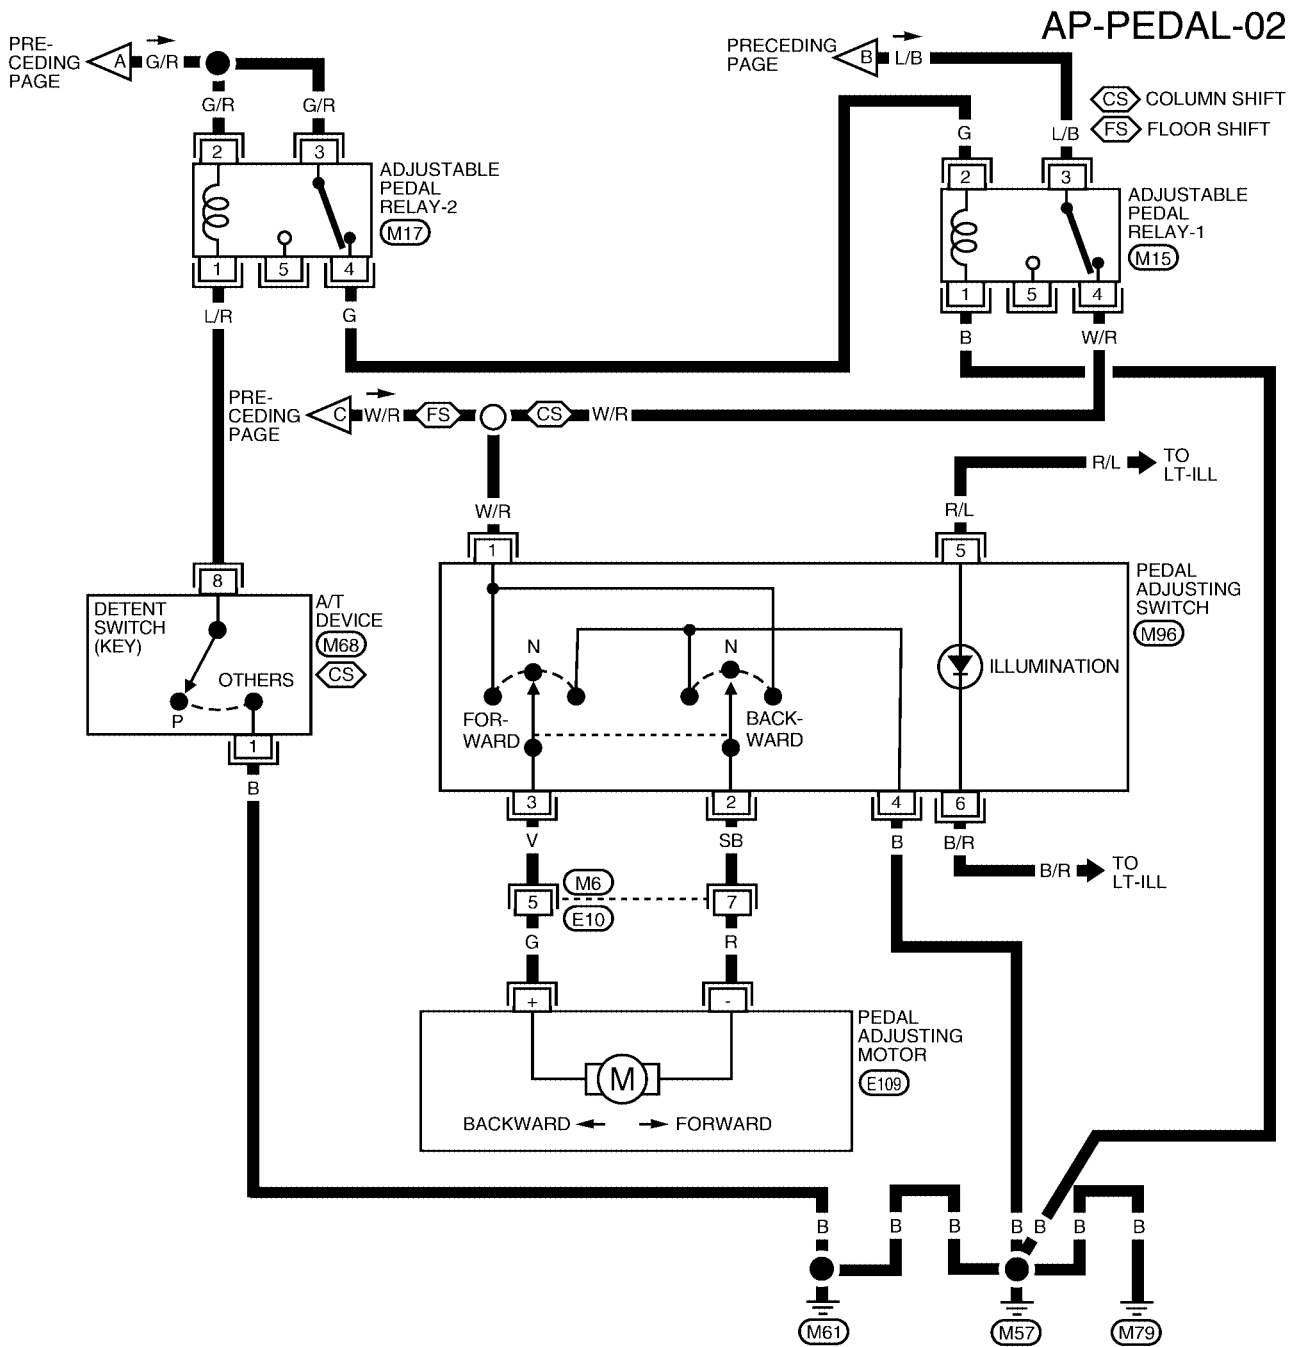 AP-PEDAL-02
PRE-
CEDING
PAGE
A
G/R
G/R
G/R
2
3
ADJUSTABLE
PEDAL
RELAY-2
M17
1
5
4
L/R
G
PRECEDING
PAGE
B
L/B
CS COLUMN SHIFT
FS FLOOR SHIFT
G
L/B
2
3
ADJUSTABLE
PEDAL
RELAY-1
M15
1
5
4
B
W/R
PRE-
CEDING
PAGE
C
W/R
FS
CS
W/R
R/L
TO
LT-ILL
W/R
R/L
1
5
PEDAL
ADJUSTING
SWITCH
M96
8
DETENT
SWITCH
(KEY)
A/T
DEVICE
M68
CS
OTHERS
P
1
B
N
N
ILLUMINATION
FOR-
WARD
BACK-
WARD
3
2
4
6
V
SB
B
B/R
B/R
TO
LT-ILL
M6
5
7
E10
G
R
+
-
PEDAL
ADJUSTING
MOTOR
E109
M
BACKWARD
FORWARD
B
B
B
B
B
B
B
M61
M57
M79